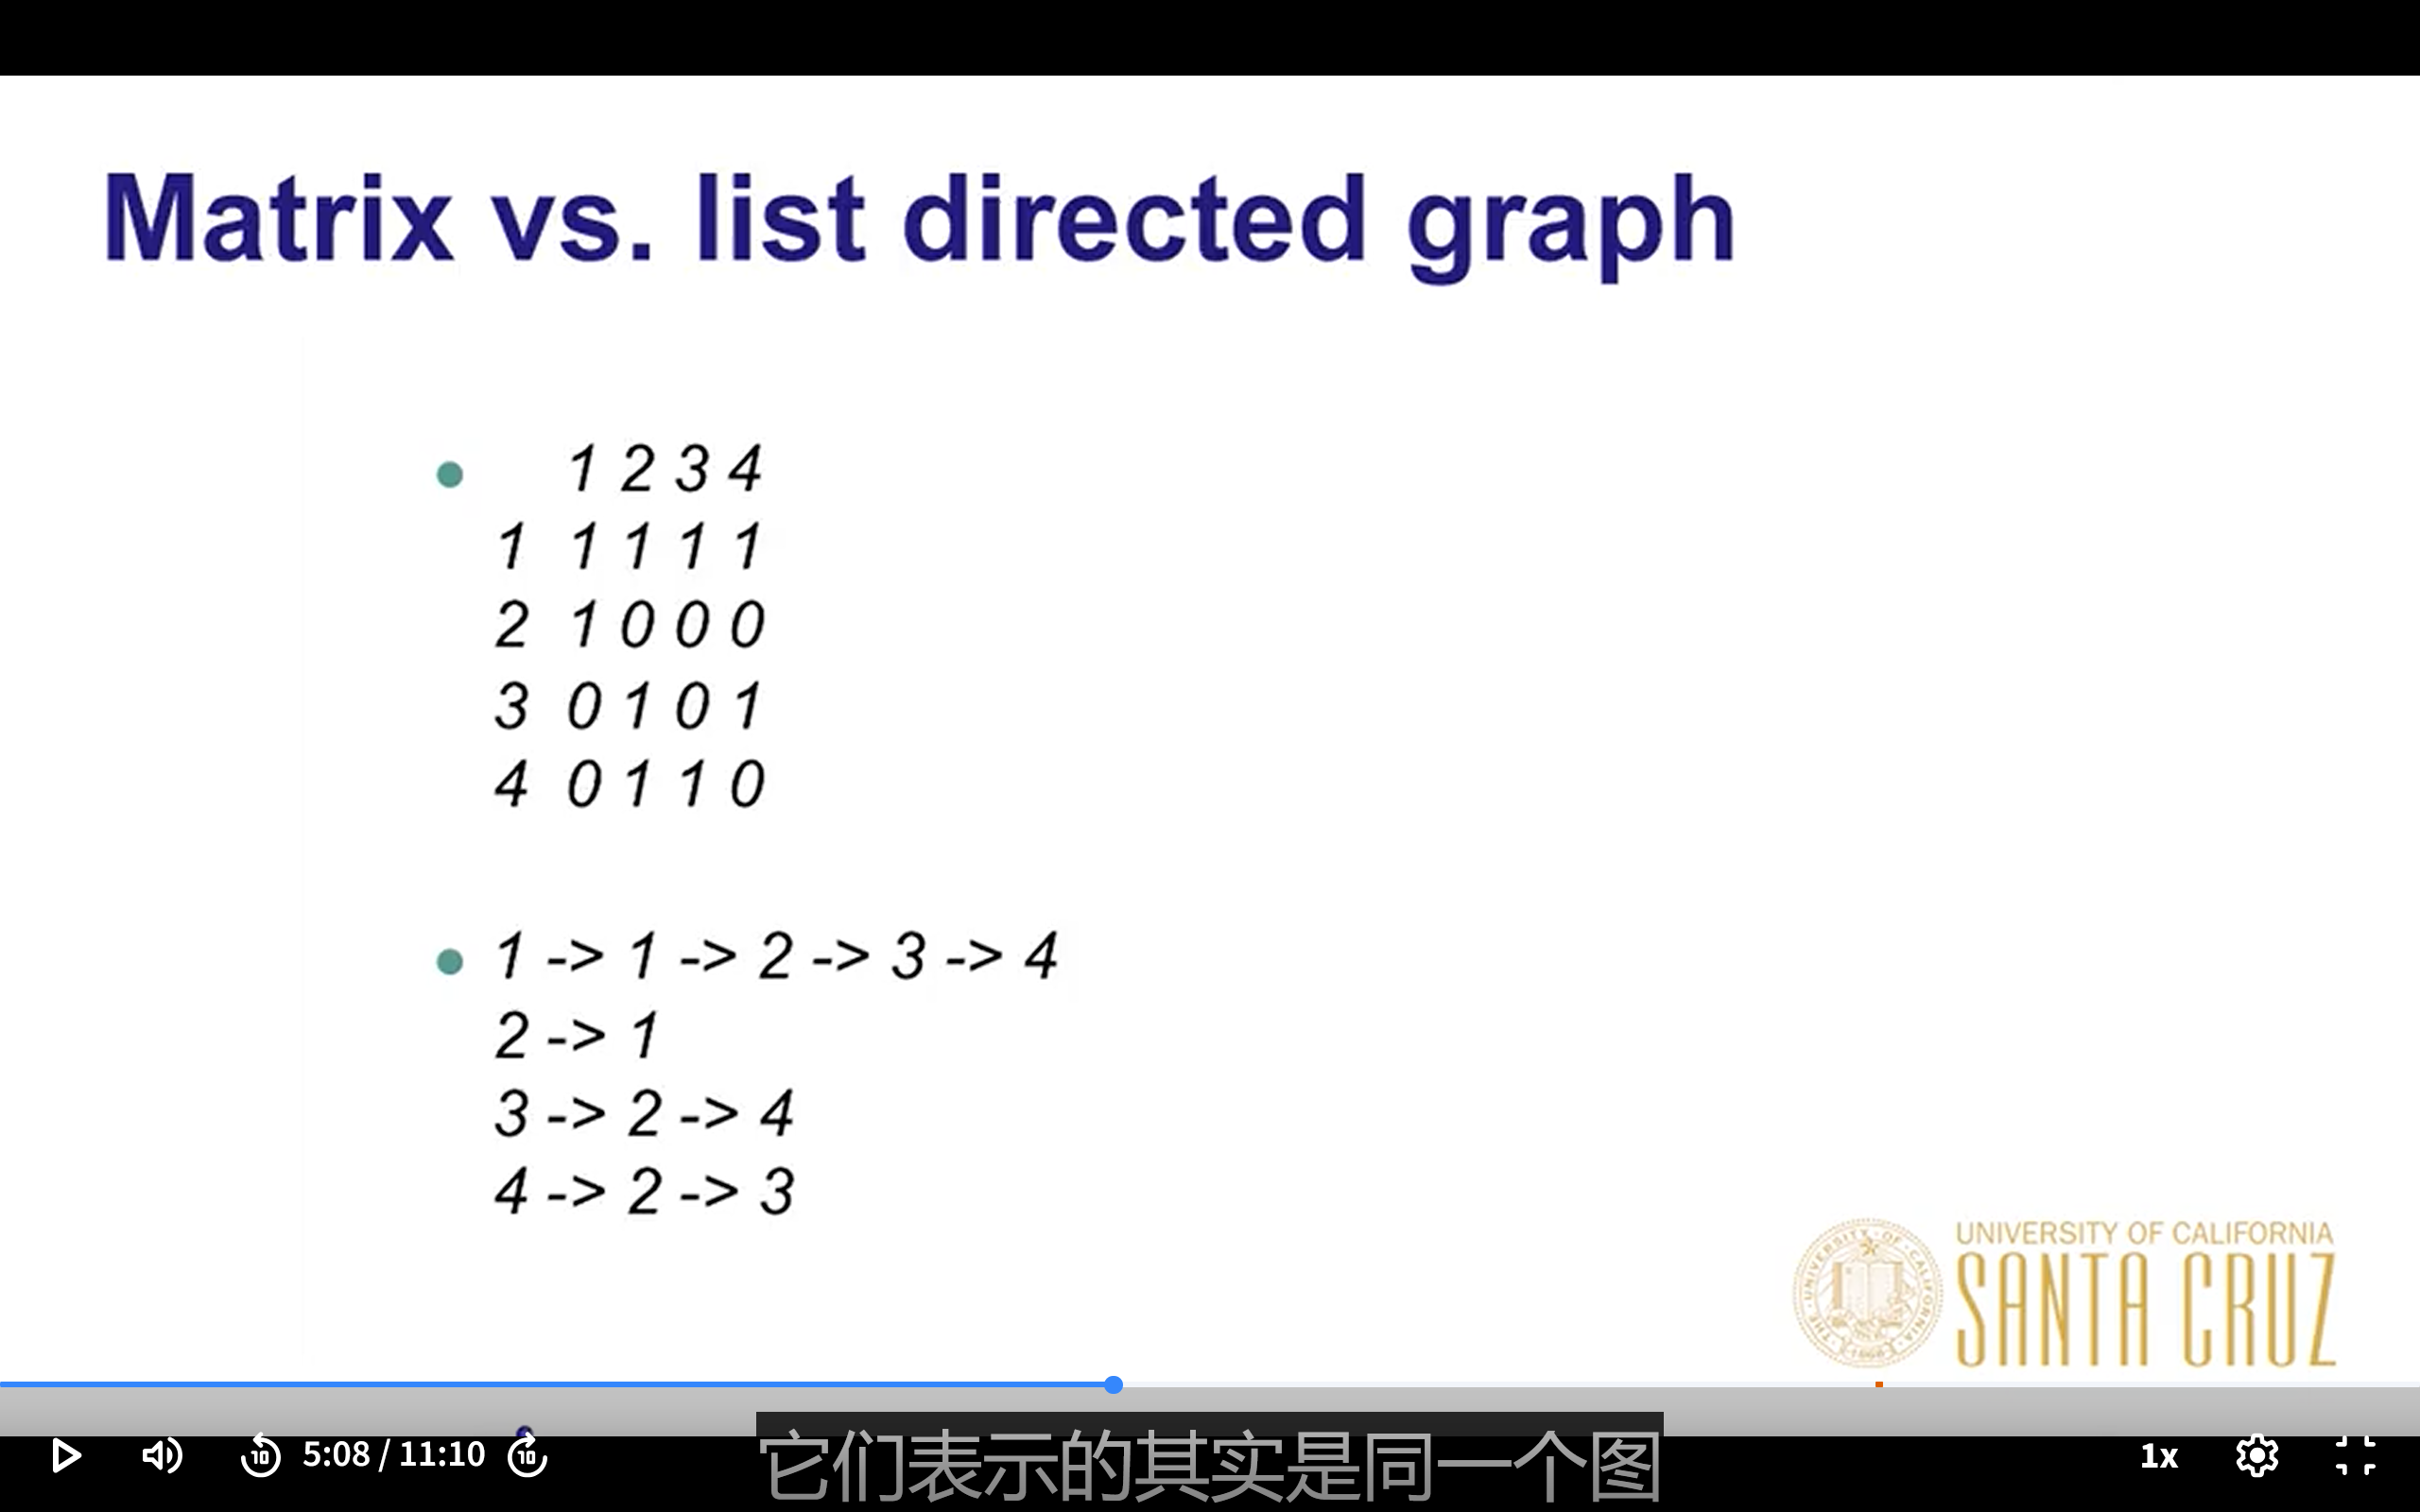 Matrix vs. list directed graph
1 2 3 4
1 1 1 1 1
2 1 0 0 0
3 0 1 0 1
4 0 1 1 0
1 -> 1 -> 2 -> 3 -> 4
2 -> 1
3 -> 2 -> 4
4 -> 2 -> 3
UNIVERSITY OF CALIFORNIA
SANTA CRUZ
10 5:08 / 11:10 10
它们表示的其实是同一个图
1x